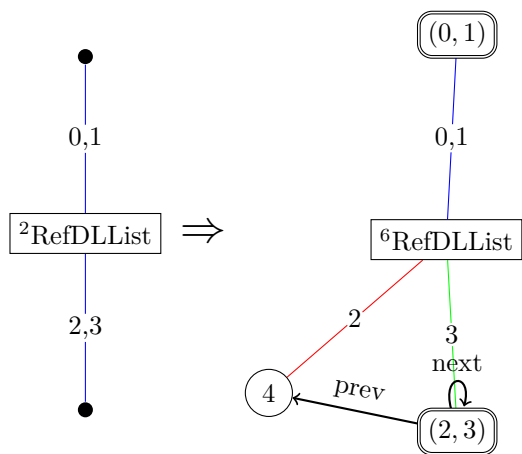 0,1
²RefDLList
2,3
⇒
(0, 1)
0,1
⁶RefDLList
2
3
next
prev
4
(2, 3)